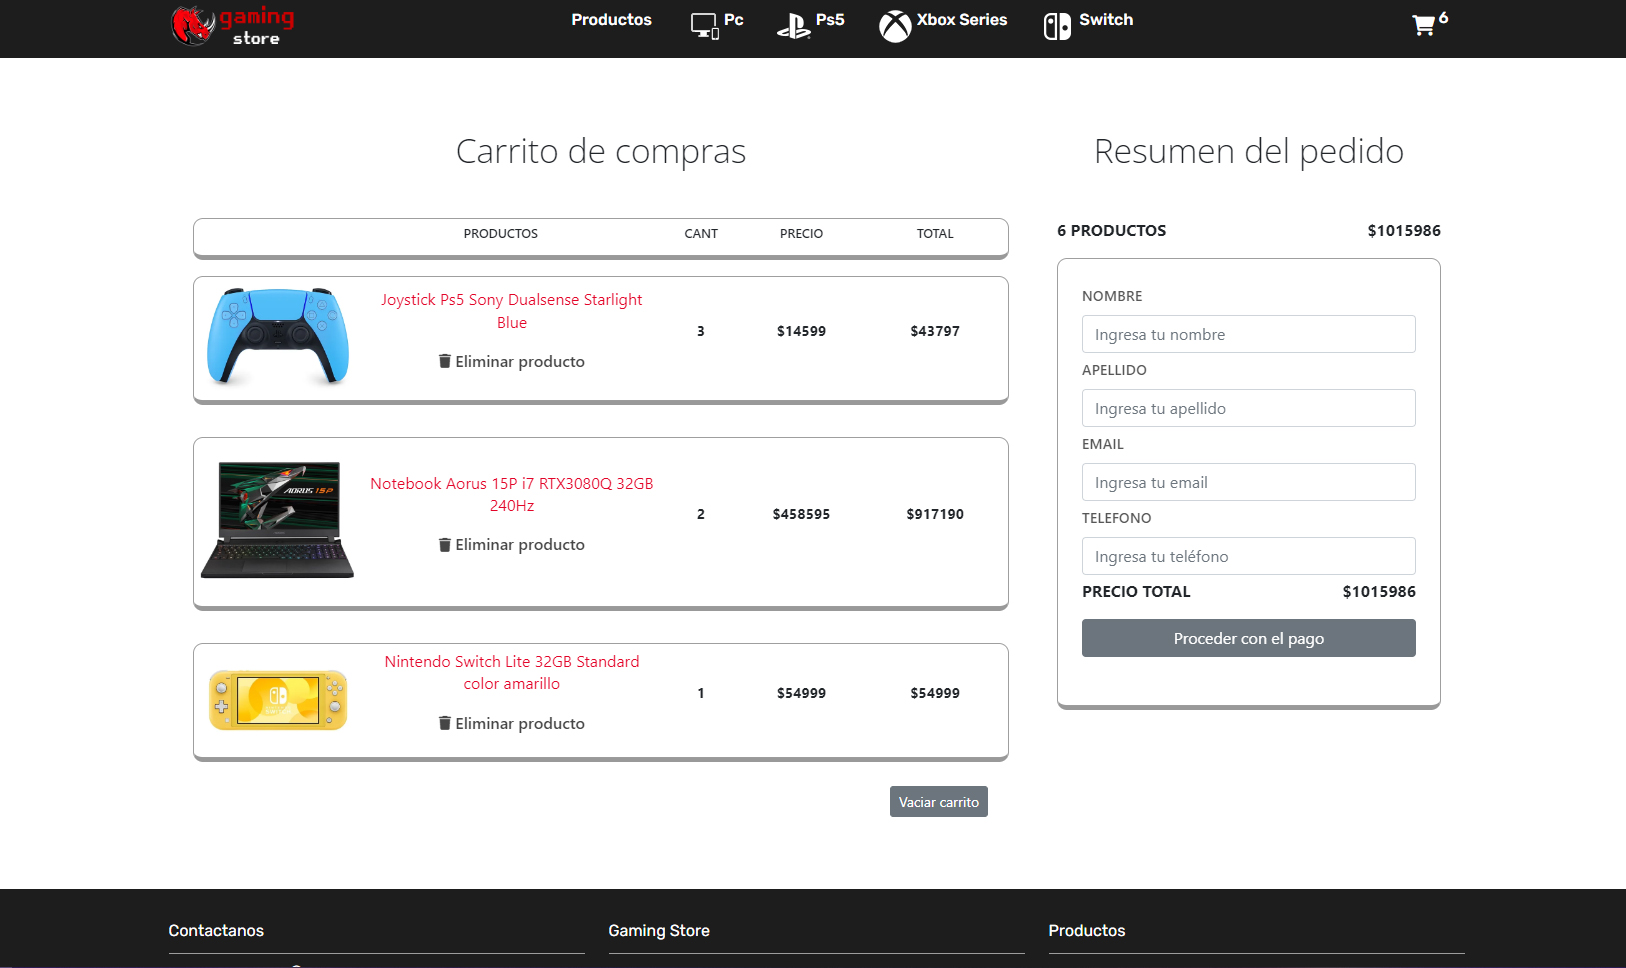 gaming
store
Productos
Pc
Ps5
Xbox Series
Switch
6
Carrito de compras
Resumen del pedido
PRODUCTOS CANT PRECIO TOTAL
6 PRODUCTOS $1015986
Joystick Ps5 Sony Dualsense Starlight
Blue
3 $14599 $43797
Eliminar producto
AORUS 15P
Notebook Aorus 15P i7 RTX3080Q 32GB
240Hz
2 $458595 $917190
Eliminar producto
Nintendo Switch Lite 32GB Standard
color amarillo
1 $54999 $54999
Eliminar producto
Vaciar carrito
NOMBRE
Ingresa tu nombre
APELLIDO
Ingresa tu apellido
EMAIL
Ingresa tu email
TELEFONO
Ingresa tu teléfono
PRECIO TOTAL $1015986
Proceder con el pago
Contactanos
Gaming Store
Productos